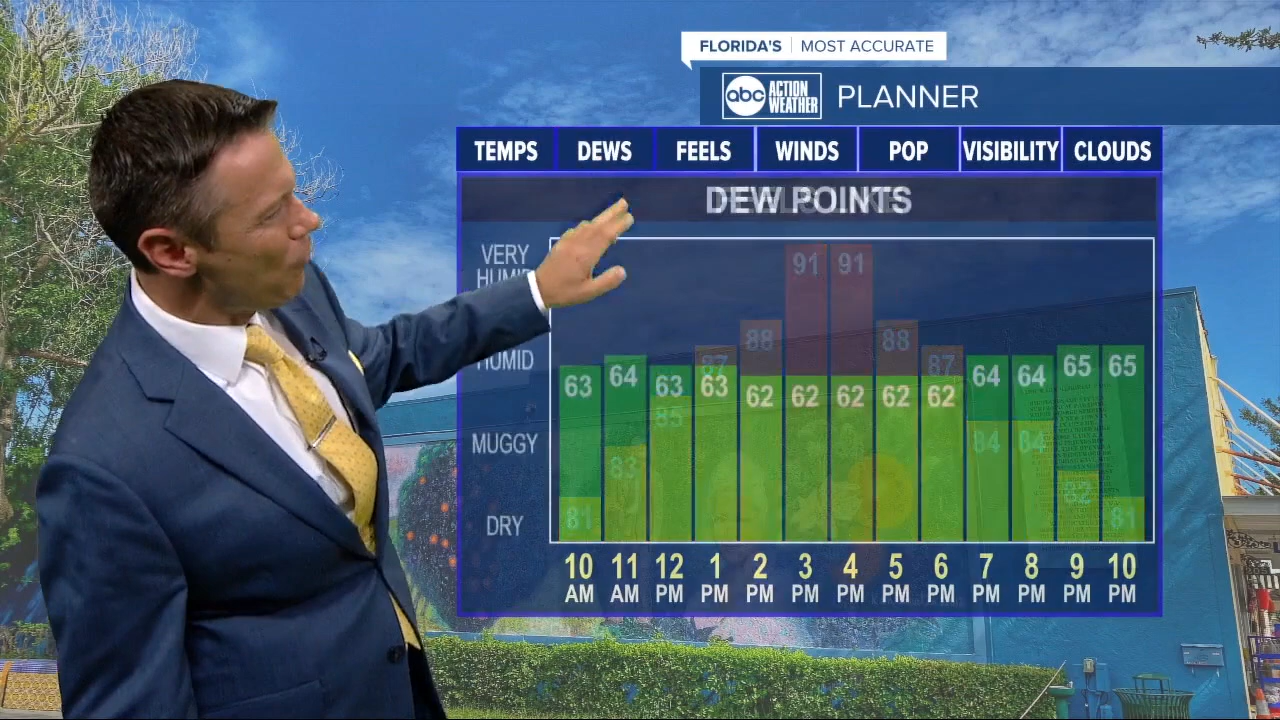 FLORIDA'S MOST ACCURATE
abc ACTION WEATHER PLANNER
TEMPS DEWS FEELS WINDS POP VISIBILITY CLOUDS
DEW POINTS
VERY
HUMID
91 91
88 88
87 87
HUMID
63 64 63 63 62 62 62 62 62 64 64 65 65
85
MUGGY
84 84
83 82
DRY
81 81
10 11 12 1 2 3 4 5 6 7 8 9 10
AM AM PM PM PM PM PM PM PM PM PM PM PM